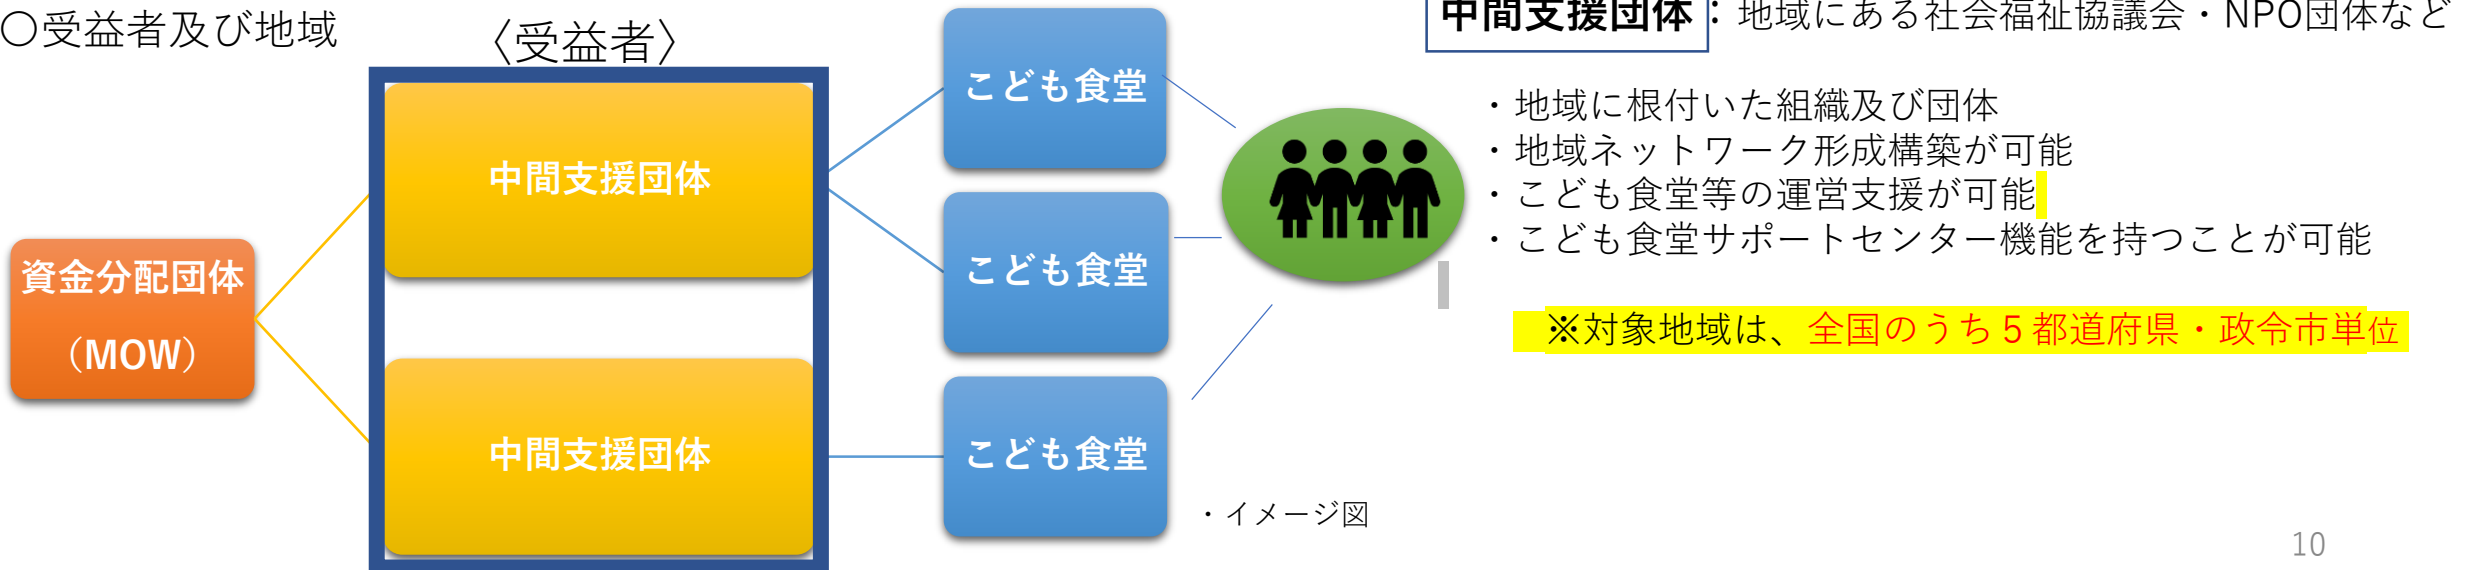 〇受益者及び地域
〈受益者〉
資金分配団体
（MOW）
中間支援団体
中間支援団体
こども食堂
こども食堂
こども食堂
・イメージ図
中間支援団体：地域にある社会福祉協議会・NPO団体など
・地域に根付いた組織及び団体
・地域ネットワーク形成構築が可能
・こども食堂等の運営支援が可能
・こども食堂サポートセンター機能を持つことが可能
※対象地域は、全国のうち５都道府県・政令市単位
10